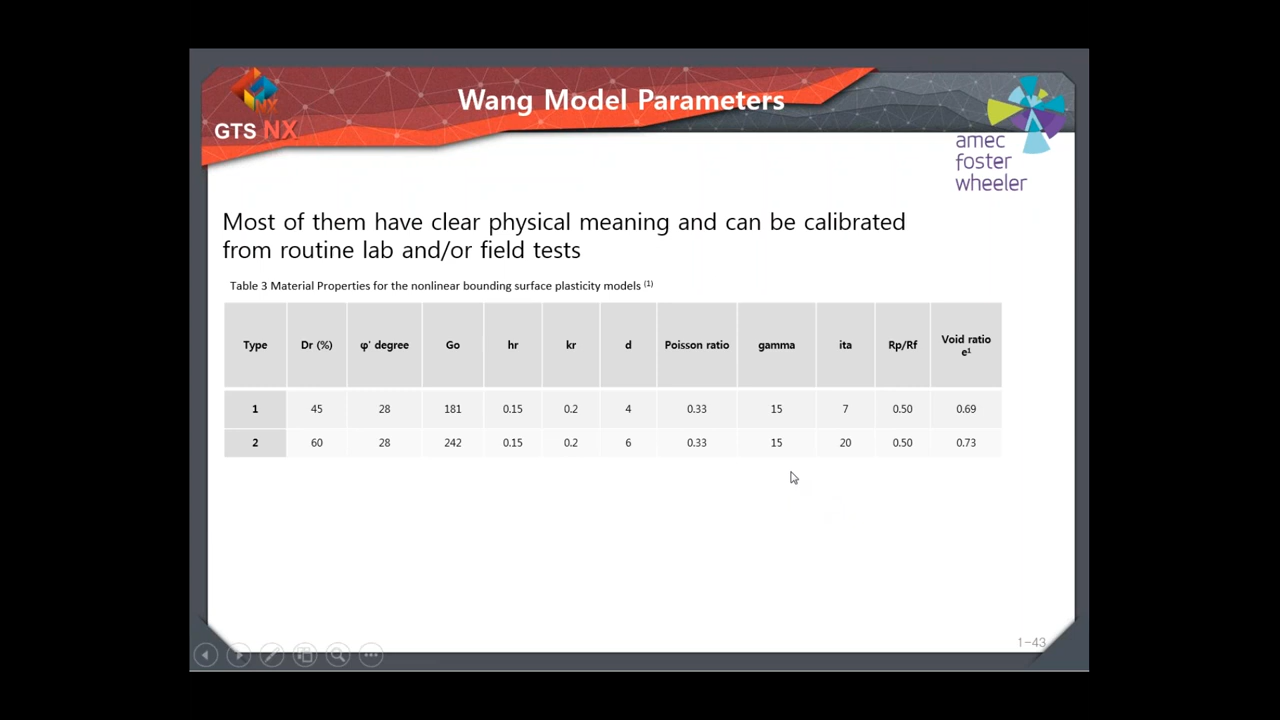 Wang Model Parameters
GTS NX
amec
foster
wheeler
Most of them have clear physical meaning and can be calibrated
from routine lab and/or field tests
Table 3 Material Properties for the nonlinear bounding surface plasticity models (1)
Type Dr (%) φ' degree Go hr kr d Poisson ratio gamma ita Rp/Rf Void ratio e1
1 45 28 181 0.15 0.2 4 0.33 15 7 0.50 0.69
2 60 28 242 0.15 0.2 6 0.33 15 20 0.50 0.73
1-43